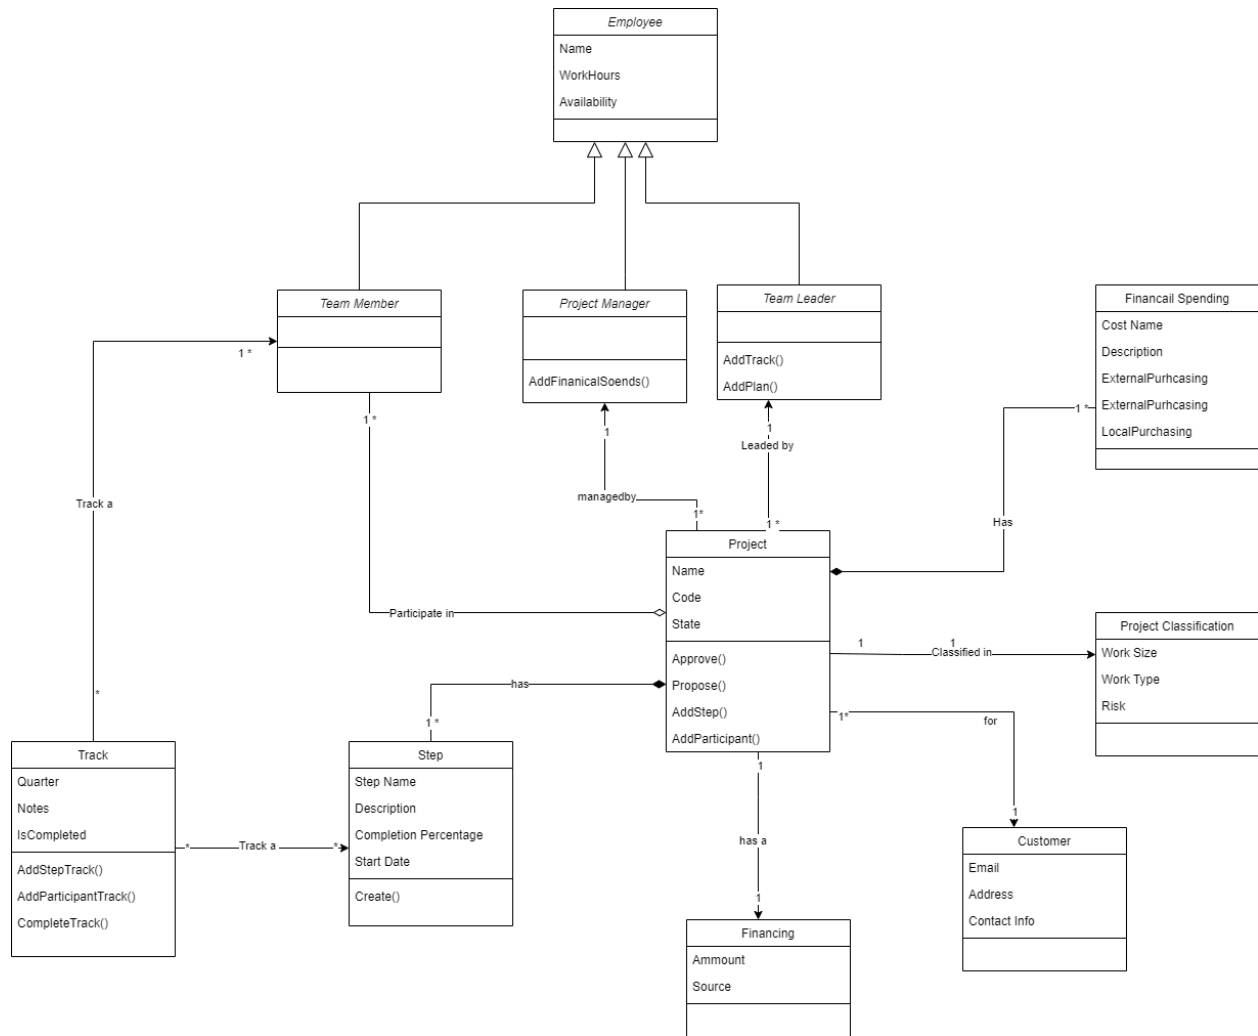 Employee
Name
WorkHours
Availability
Team Member
Project Manager
AddFinanicalSoends()
Team Leader
AddTrack()
AddPlan()
Financail Spending
Cost Name
Description
ExternalPurhcasing
ExternalPurhcasing
LocalPurchasing
1 *
1 *
1
1
Leaded by
1 *
Track a
managedby
1*
1 *
Has
Project
Name
Code
State
Approve()
Propose()
AddStep()
AddParticipant()
Participate in
Project Classification
Work Size
Work Type
Risk
1
1
Classified in
has
1 *
*
1*
for
1
Track
Quarter
Notes
IsCompleted
AddStepTrack()
AddParticipantTrack()
CompleteTrack()
*
Track a
*
Step
Step Name
Description
Completion Percentage
Start Date
Create()
1
has a
1
Customer
Email
Address
Contact Info
Financing
Ammount
Source